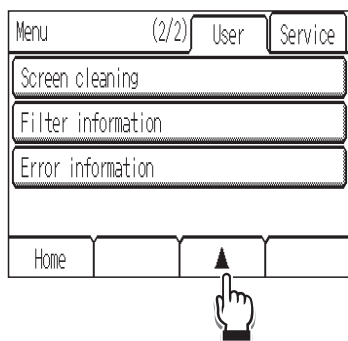 Menu (2/2) User Service
Screen cleaning
Filter information
Error information
Home ▲